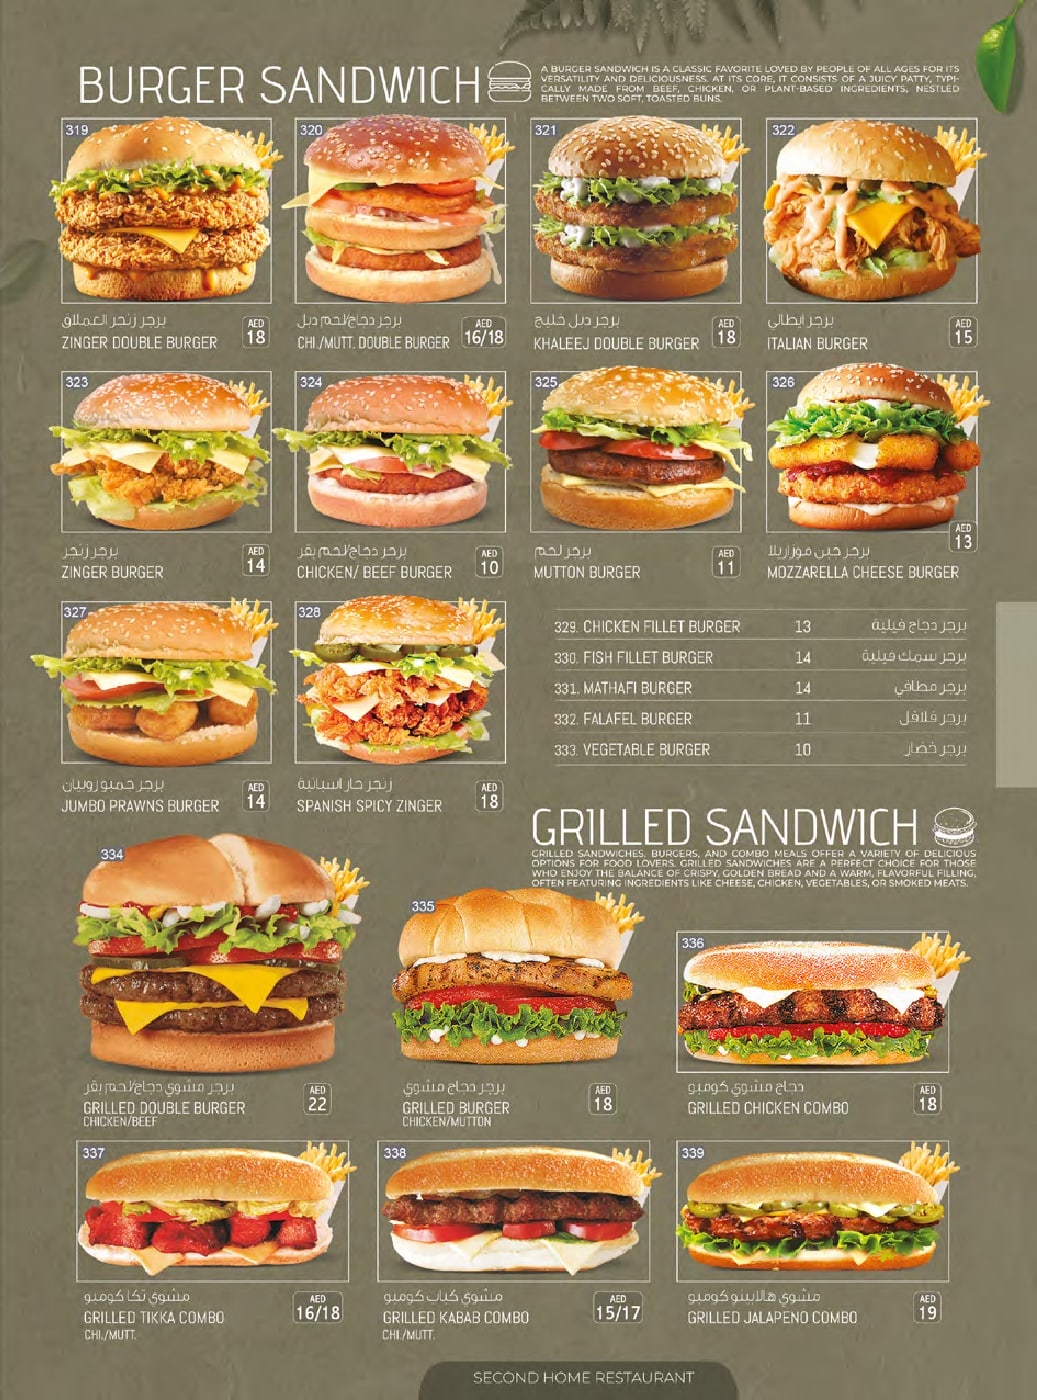 BURGER SANDWICH
A BURGER SANDWICH IS A CLASSIC FAVORITE LOVED BY PEOPLE OF ALL AGES FOR ITS
VERSATILITY AND DELICIOUSNESS. AT ITS CORE, IT CONSISTS OF A JUICY PATTY, TYPI-
CALLY MADE FROM BEEF, CHICKEN, OR PLANT-BASED INGREDIENTS, NESTLED
BETWEEN TWO SOFT, TOASTED BUNS.
319
برجر زنجر العملاق
ZINGER DOUBLE BURGER
AED
18
320
برجر دجاج/لحم دبل
CHI./MUTT. DOUBLE BURGER
AED
16/18
321
برجر دبل خليج
KHALEEJ DOUBLE BURGER
AED
18
322
برجر ايطالي
ITALIAN BURGER
AED
15
323
برجر زنجر
ZINGER BURGER
AED
14
324
برجر دجاج/لحم بقر
CHICKEN/ BEEF BURGER
AED
10
325
برجر لحم
MUTTON BURGER
AED
11
326
برجر جبن موزاريلا
MOZZARELLA CHEESE BURGER
AED
13
327
برجر جمبو روبيان
JUMBO PRAWNS BURGER
AED
14
328
زنجر حار اسبانية
SPANISH SPICY ZINGER
AED
18
329. CHICKEN FILLET BURGER 13 برجر دجاج فيلية
330. FISH FILLET BURGER 14 برجر سمك فيلية
331. MATHAFI BURGER 14 برجر مطافي
332. FALAFEL BURGER 11 برجر فلافل
333. VEGETABLE BURGER 10 برجر خضار
GRILLED SANDWICH
GRILLED SANDWICHES, BURGERS, AND COMBO MEALS OFFER A VARIETY OF DELICIOUS
OPTIONS FOR FOOD LOVERS. GRILLED SANDWICHES ARE A PERFECT CHOICE FOR THOSE
WHO ENJOY THE BALANCE OF CRISPY, GOLDEN BREAD AND A WARM, FLAVORFUL FILLING,
OFTEN FEATURING INGREDIENTS LIKE CHEESE, CHICKEN, VEGETABLES, OR SMOKED MEATS.
334
برجر مشوي دجاج/لحم بقر
GRILLED DOUBLE BURGER
CHICKEN/BEEF
AED
22
335
برجر دجاج مشوي
GRILLED BURGER
CHICKEN/MUTTON
AED
18
336
دجاج مشوي كومبو
GRILLED CHICKEN COMBO
AED
18
337
مشوي تكا كومبو
GRILLED TIKKA COMBO
CHI./MUTT.
AED
16/18
338
مشوي كباب كومبو
GRILLED KABAB COMBO
CHI./MUTT.
AED
15/17
339
مشوي هالابينو كومبو
GRILLED JALAPENO COMBO
AED
19
SECOND HOME RESTAURANT